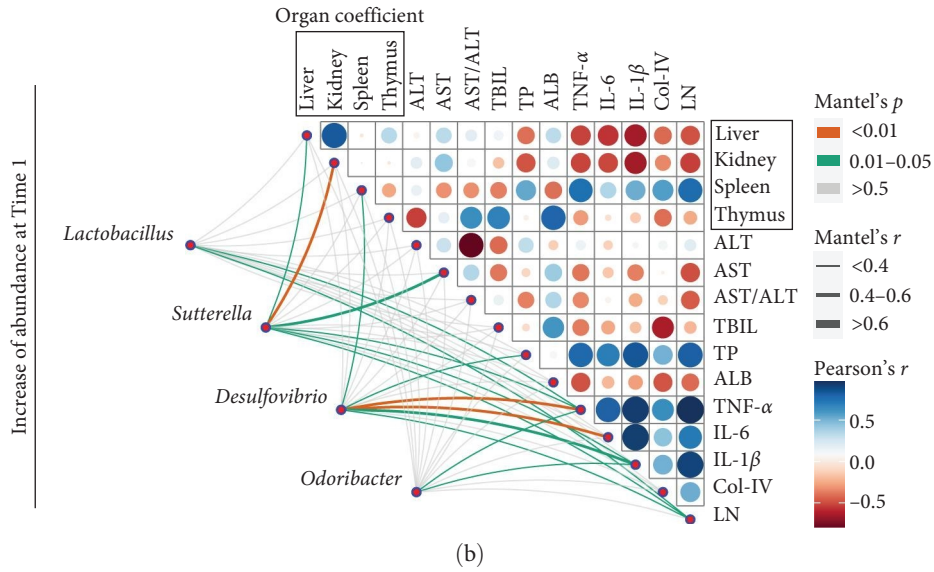 Organ coefficient
Liver
Kidney
Spleen
Thymus
ALT
AST
AST/ALT
TBIL
TP
ALB
TNF-α
IL-6
IL-1β
Col-IV
LN
Increase of abundance at Time 1
Lactobacillus
Sutterella
Desulfovibrio
Odoribacter
Liver
Kidney
Spleen
Thymus
ALT
AST
AST/ALT
TBIL
TP
ALB
TNF-α
IL-6
IL-1β
Col-IV
LN
Mantel's p
<0.01
0.01–0.05
>0.5
Mantel's r
<0.4
0.4–0.6
>0.6
Pearson's r
0.5
0.0
–0.5
(b)